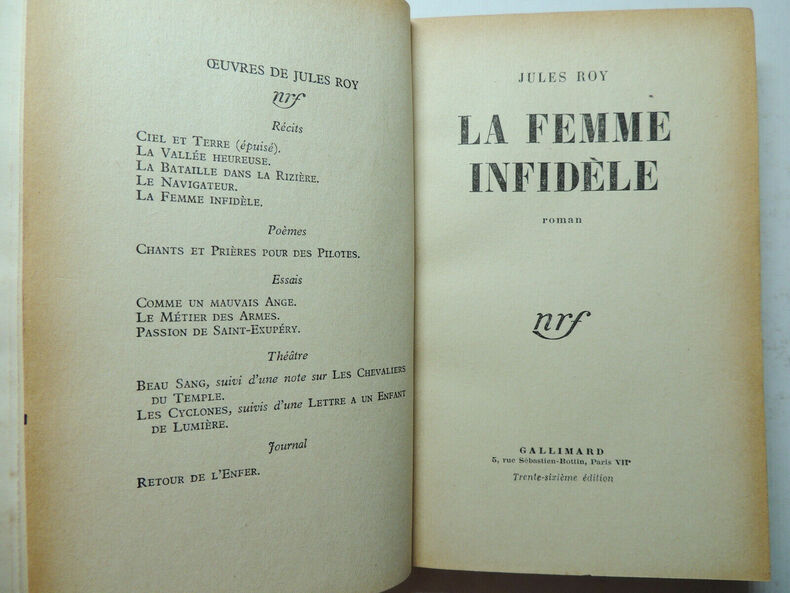 ŒUVRES DE JULES ROY
nrf
Récits
CIEL ET TERRE (épuisé).
LA VALLÉE HEUREUSE.
LA BATAILLE DANS LA RIZIÈRE.
LE NAVIGATEUR.
LA FEMME INFIDÈLE.
Poèmes
CHANTS ET PRIÈRES POUR DES PILOTES.
Essais
COMME UN MAUVAIS ANGE.
LE MÉTIER DES ARMES.
PASSION DE SAINT-EXUPÉRY.
Théâtre
BEAU SANG, suivi d'une note sur LES CHEVALIERS
DU TEMPLE.
LES CYCLONES, suivis d'une LETTRE A UN ENFANT
DE LUMIÈRE.
Journal
RETOUR DE L'ENFER.
JULES ROY
LA FEMME
INFIDÈLE
roman
nrf
GALLIMARD
5, rue Sébastien-Bottin, Paris VIIe
Trente-sixième édition